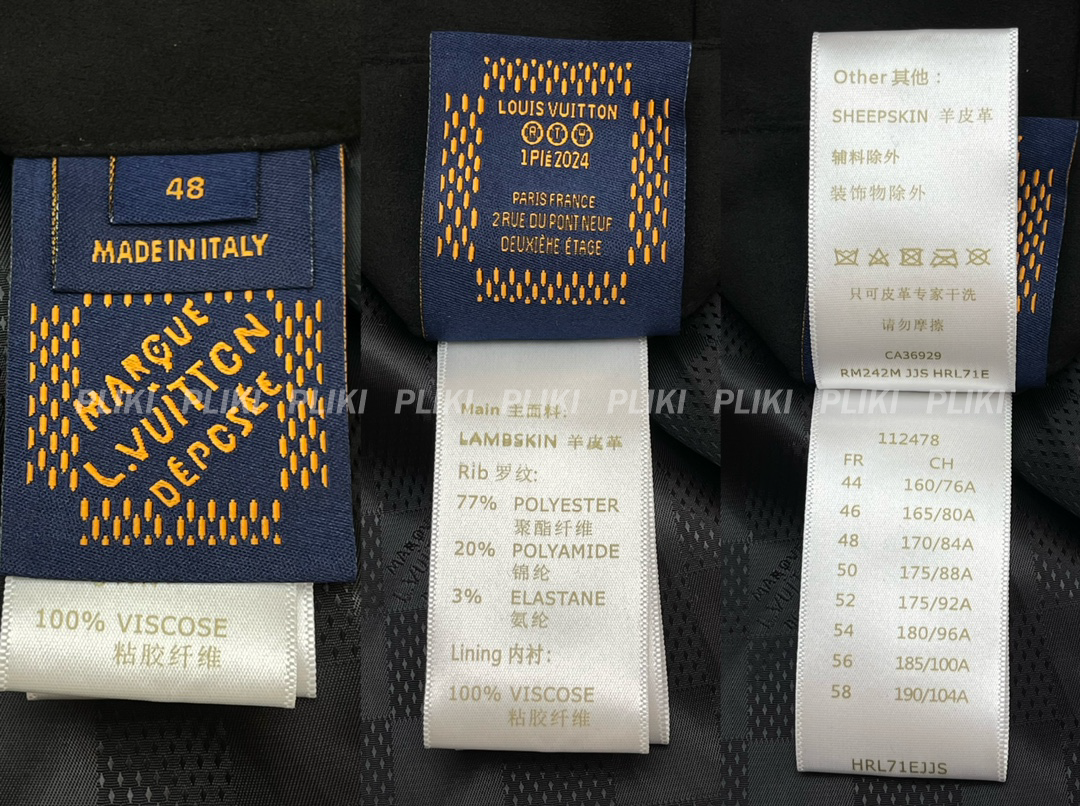 48
MADE IN ITALY
MARQUE
L.VUITTON
DÉPOSÉE
100% VISCOSE
粘胶纤维
LOUIS VUITTON
1PIÉ2024
PARIS FRANCE
2 RUE DU PONT NEUF
DEUXIÈME ÉTAGE
Main 主面料:
LAMBSKIN 羊皮革
Rib 罗纹:
77% POLYESTER
聚酯纤维
20% POLYAMIDE
锦纶
3% ELASTANE
氨纶
Lining 内衬:
100% VISCOSE
粘胶纤维
Other 其他:
SHEEPSKIN 羊皮革
辅料除外
装饰物除外
只可皮革专家干洗
请勿摩擦
CA36929
RM242M JJS HRL71E
112478
FR CH
44 160/76A
46 165/80A
48 170/84A
50 175/88A
52 175/92A
54 180/96A
56 185/100A
58 190/104A
HRL71EJJS
PLIKI PLIKI PLIKI PLIKI PLIKI PLIKI PLIKI PLIKI PLIKI